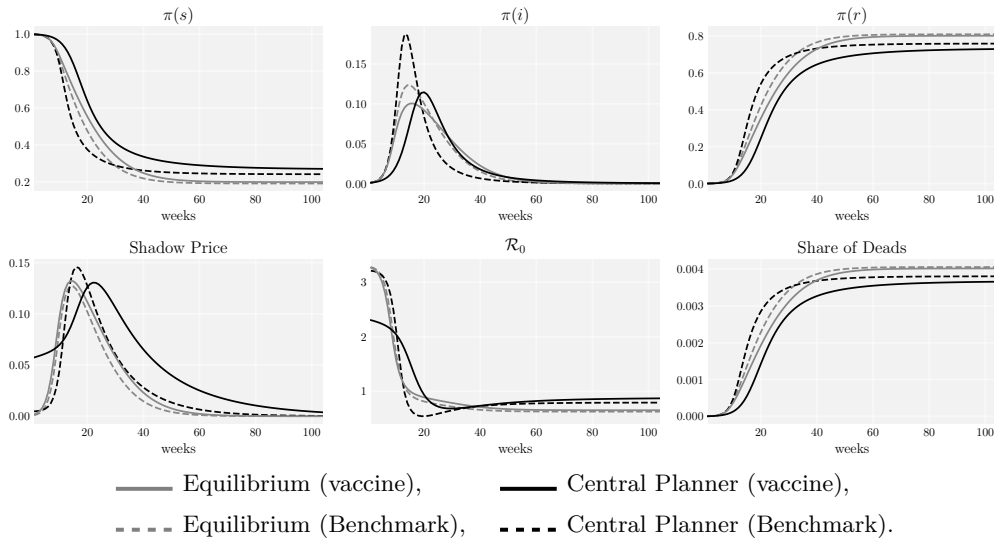 π(s)
π(i)
π(r)
1.0
0.8
0.6
0.4
0.2
20 40 60 80 100
weeks
0.15
0.10
0.05
0.00
20 40 60 80 100
weeks
0.8
0.6
0.4
0.2
0.0
20 40 60 80 100
weeks
Shadow Price
R₀
Share of Deads
0.15
0.10
0.05
0.00
20 40 60 80 100
weeks
3
2
1
20 40 60 80 100
weeks
0.004
0.003
0.002
0.001
0.000
20 40 60 80 100
weeks
Equilibrium (vaccine),
Central Planner (vaccine),
Equilibrium (Benchmark),
Central Planner (Benchmark).